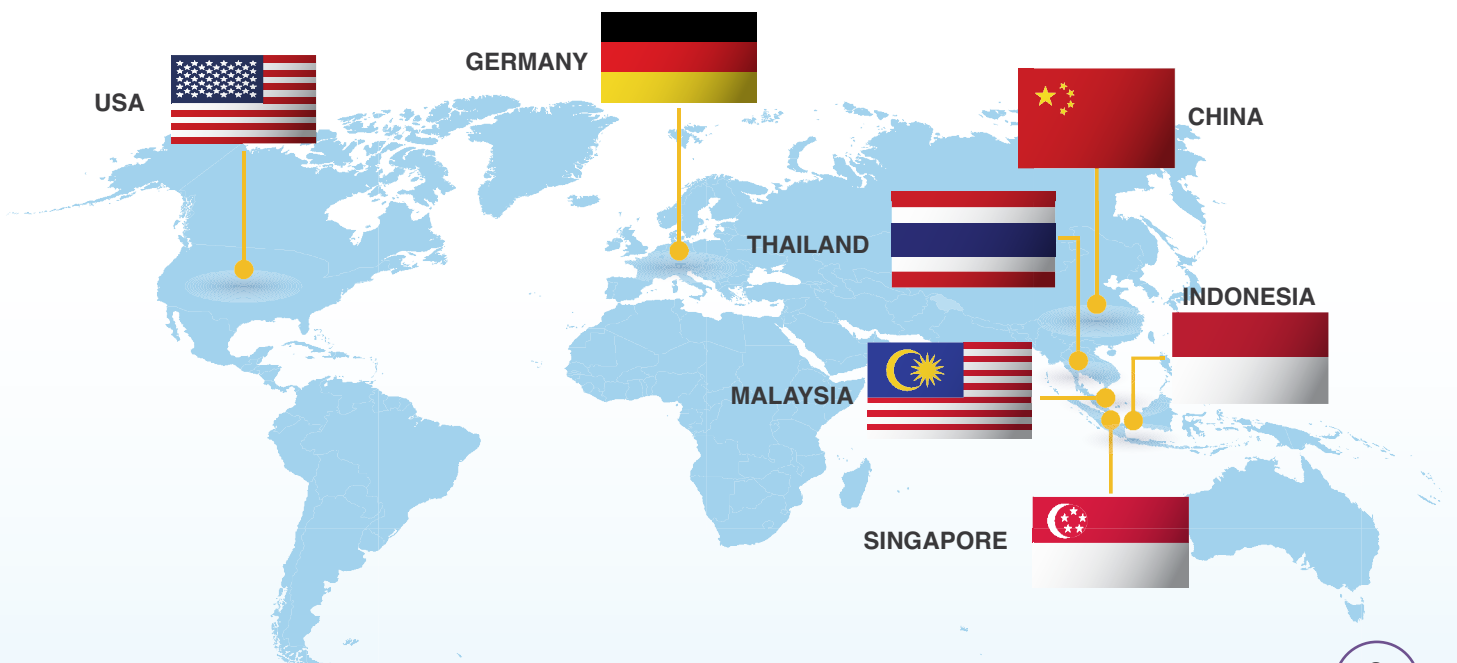 GERMANY
USA
CHINA
THAILAND
INDONESIA
MALAYSIA
SINGAPORE